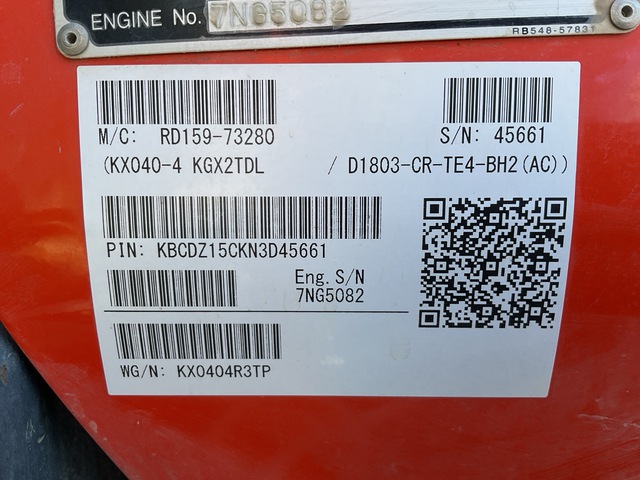 ENGINE No. 7NG5082
RB548-57831
M/C: RD159-73280
S/N: 45661
(KX040-4 KGX2TDL / D1803-CR-TE4-BH2(AC))
PIN: KBCDZ15CKN3D45661
Eng.S/N
7NG5082
WG/N: KX0404R3TP